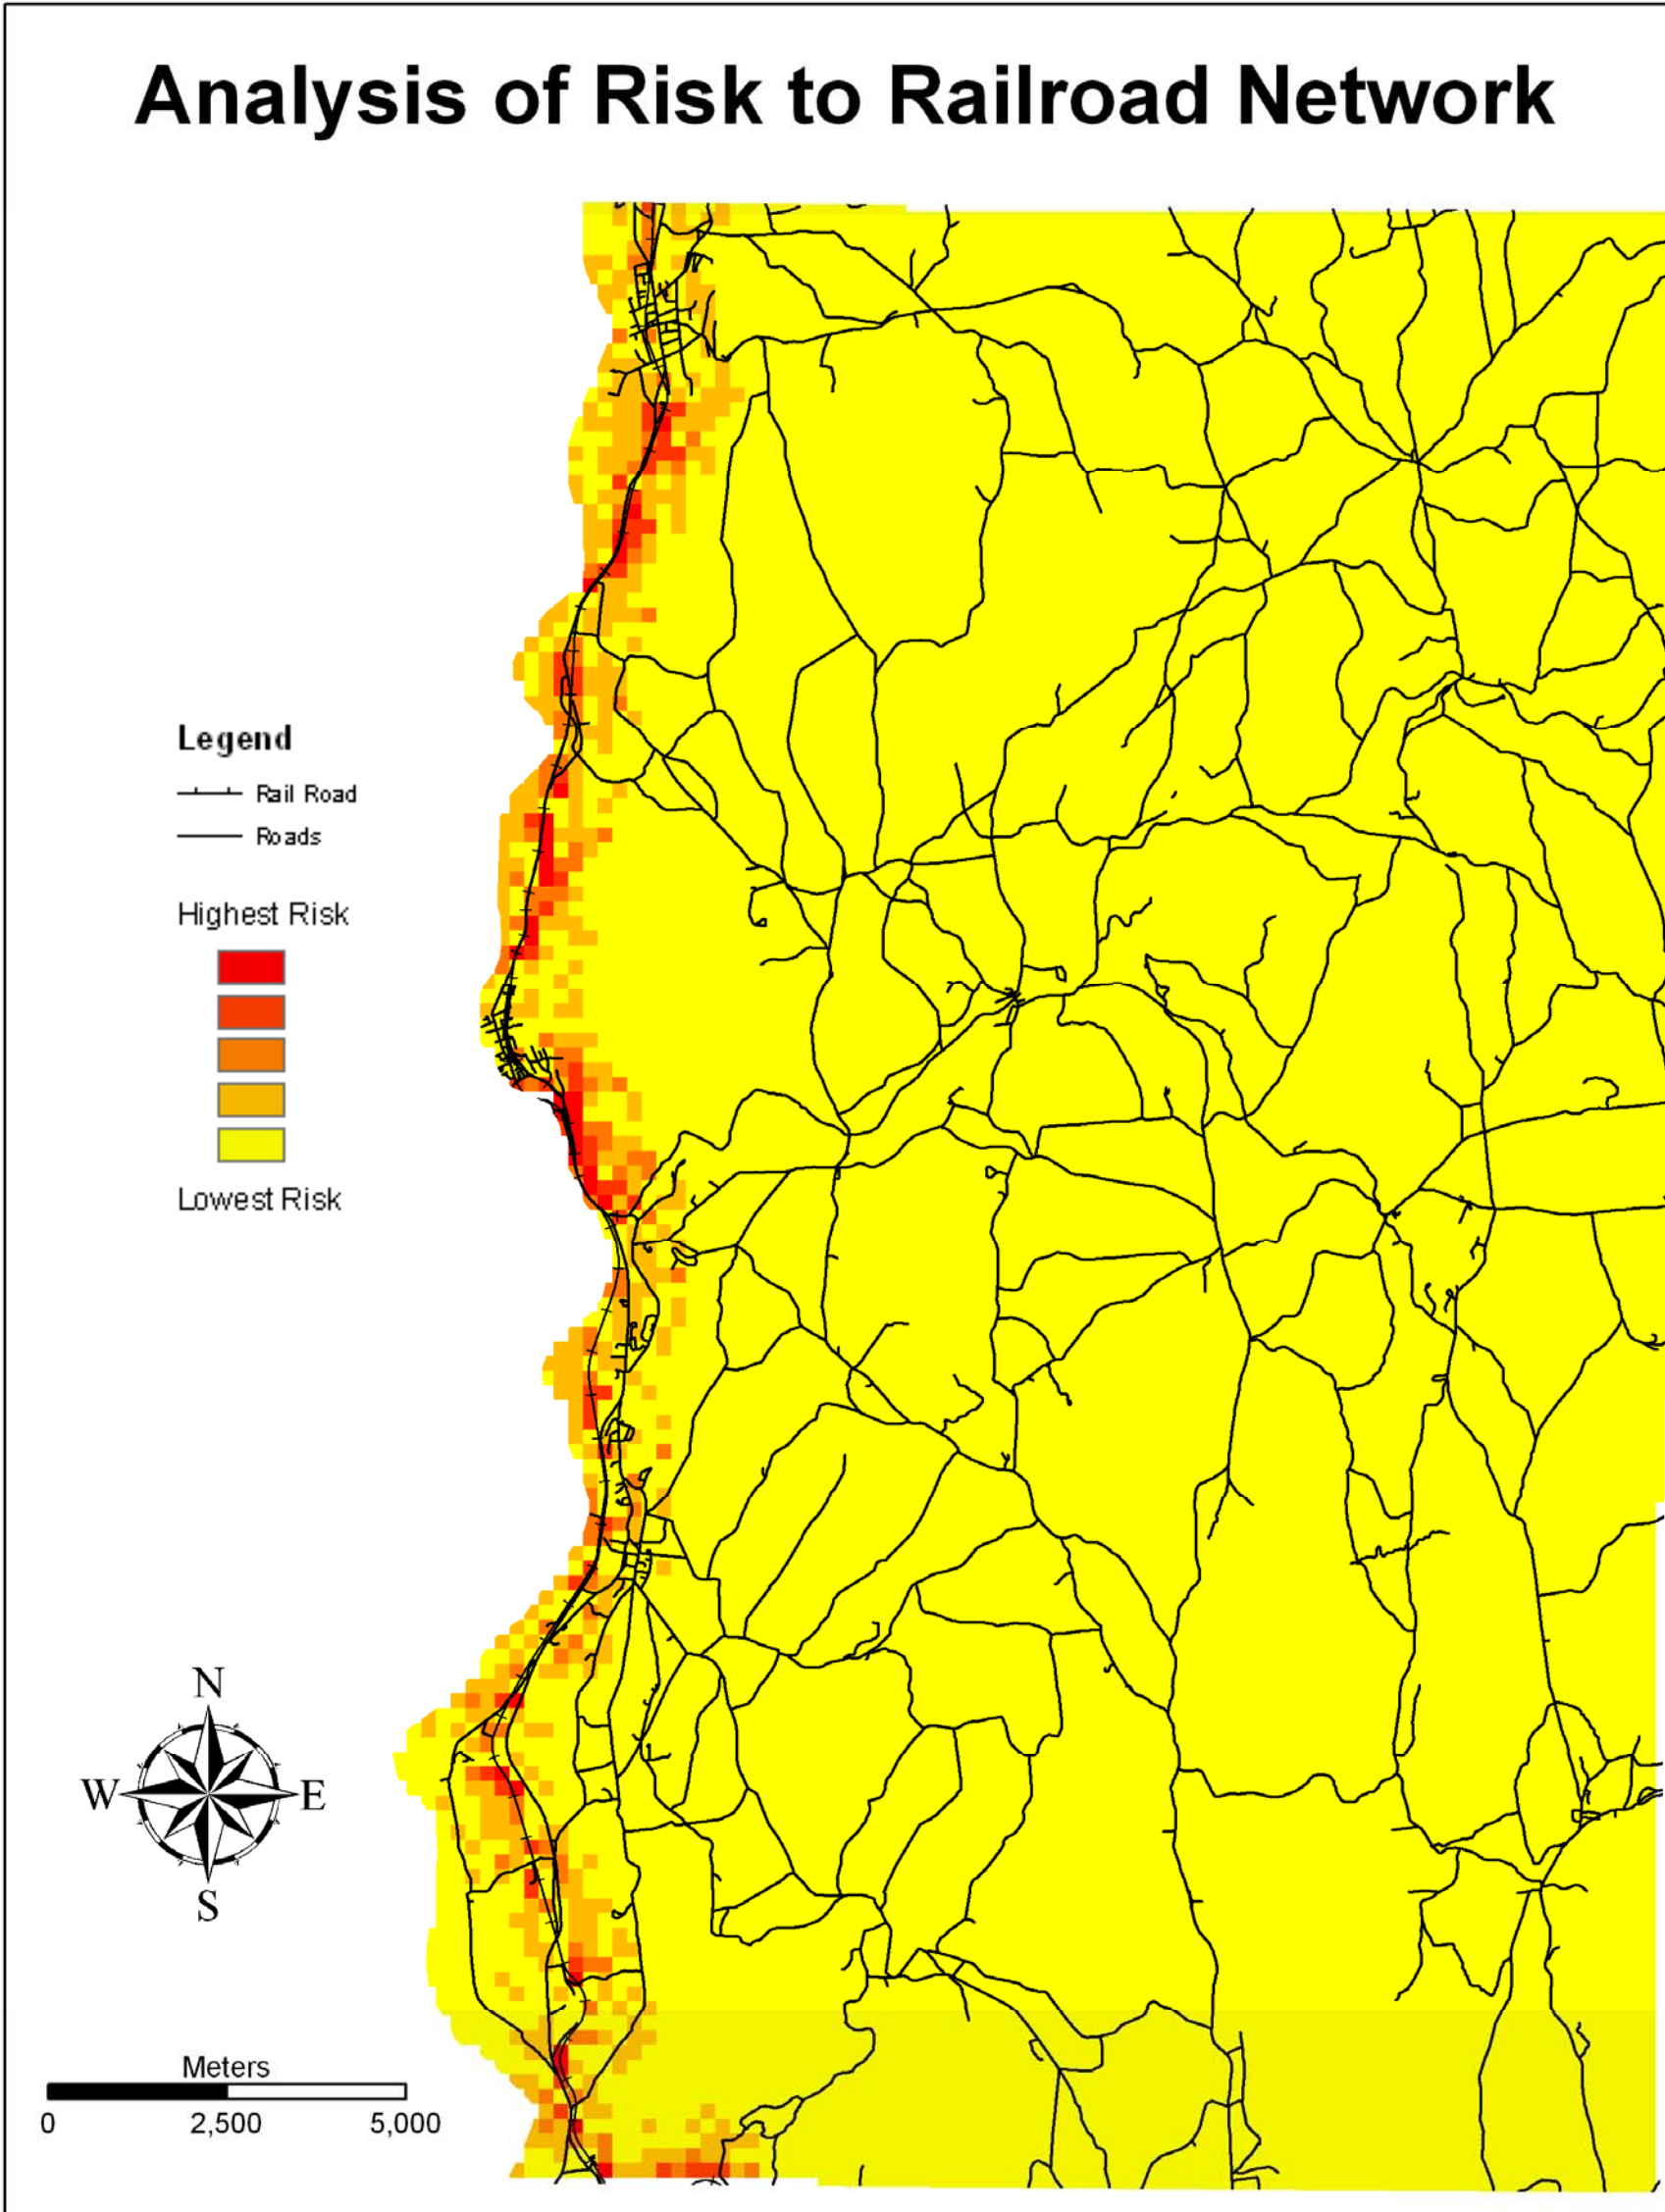 Analysis of Risk to Railroad Network
Legend
Rail Road
Roads
Highest Risk
Lowest Risk
N
W E
S
Meters
0 2,500 5,000